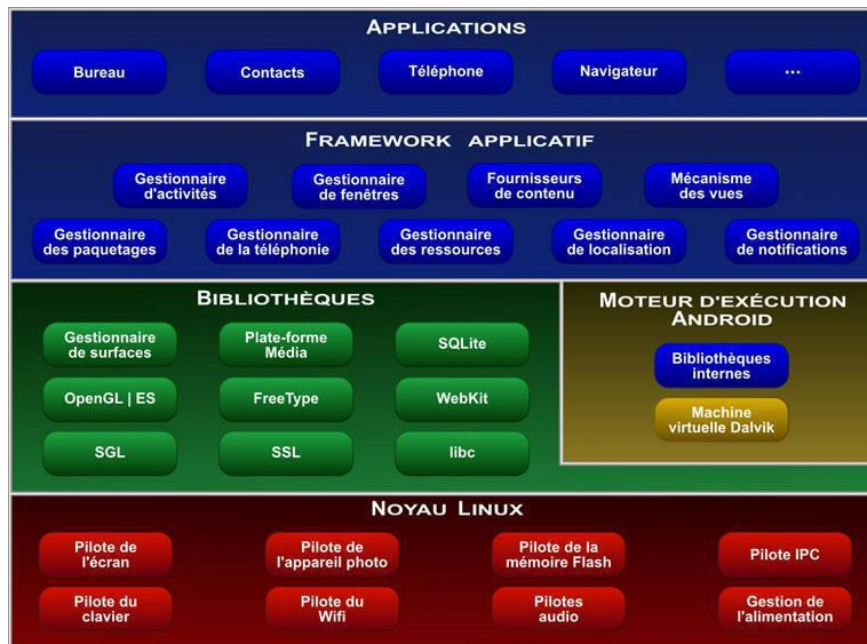 APPLICATIONS
Bureau
Contacts
Téléphone
Navigateur
...
FRAMEWORK APPLICATIF
Gestionnaire
d'activités
Gestionnaire
de fenêtres
Fournisseurs
de contenu
Mécanisme
des vues
Gestionnaire
des paquetages
Gestionnaire
de la téléphonie
Gestionnaire
des ressources
Gestionnaire
de localisation
Gestionnaire
de notifications
BIBLIOTHÈQUES
Gestionnaire
de surfaces
Plate-forme
Média
SQLite
OpenGL | ES
FreeType
WebKit
SGL
SSL
libc
MOTEUR D'EXÉCUTION
ANDROID
Bibliothèques
internes
Machine
virtuelle Dalvik
NOYAU LINUX
Pilote de
l'écran
Pilote de
l'appareil photo
Pilote de la
mémoire Flash
Pilote IPC
Pilote du
clavier
Pilote du
Wifi
Pilotes
audio
Gestion de
l'alimentation